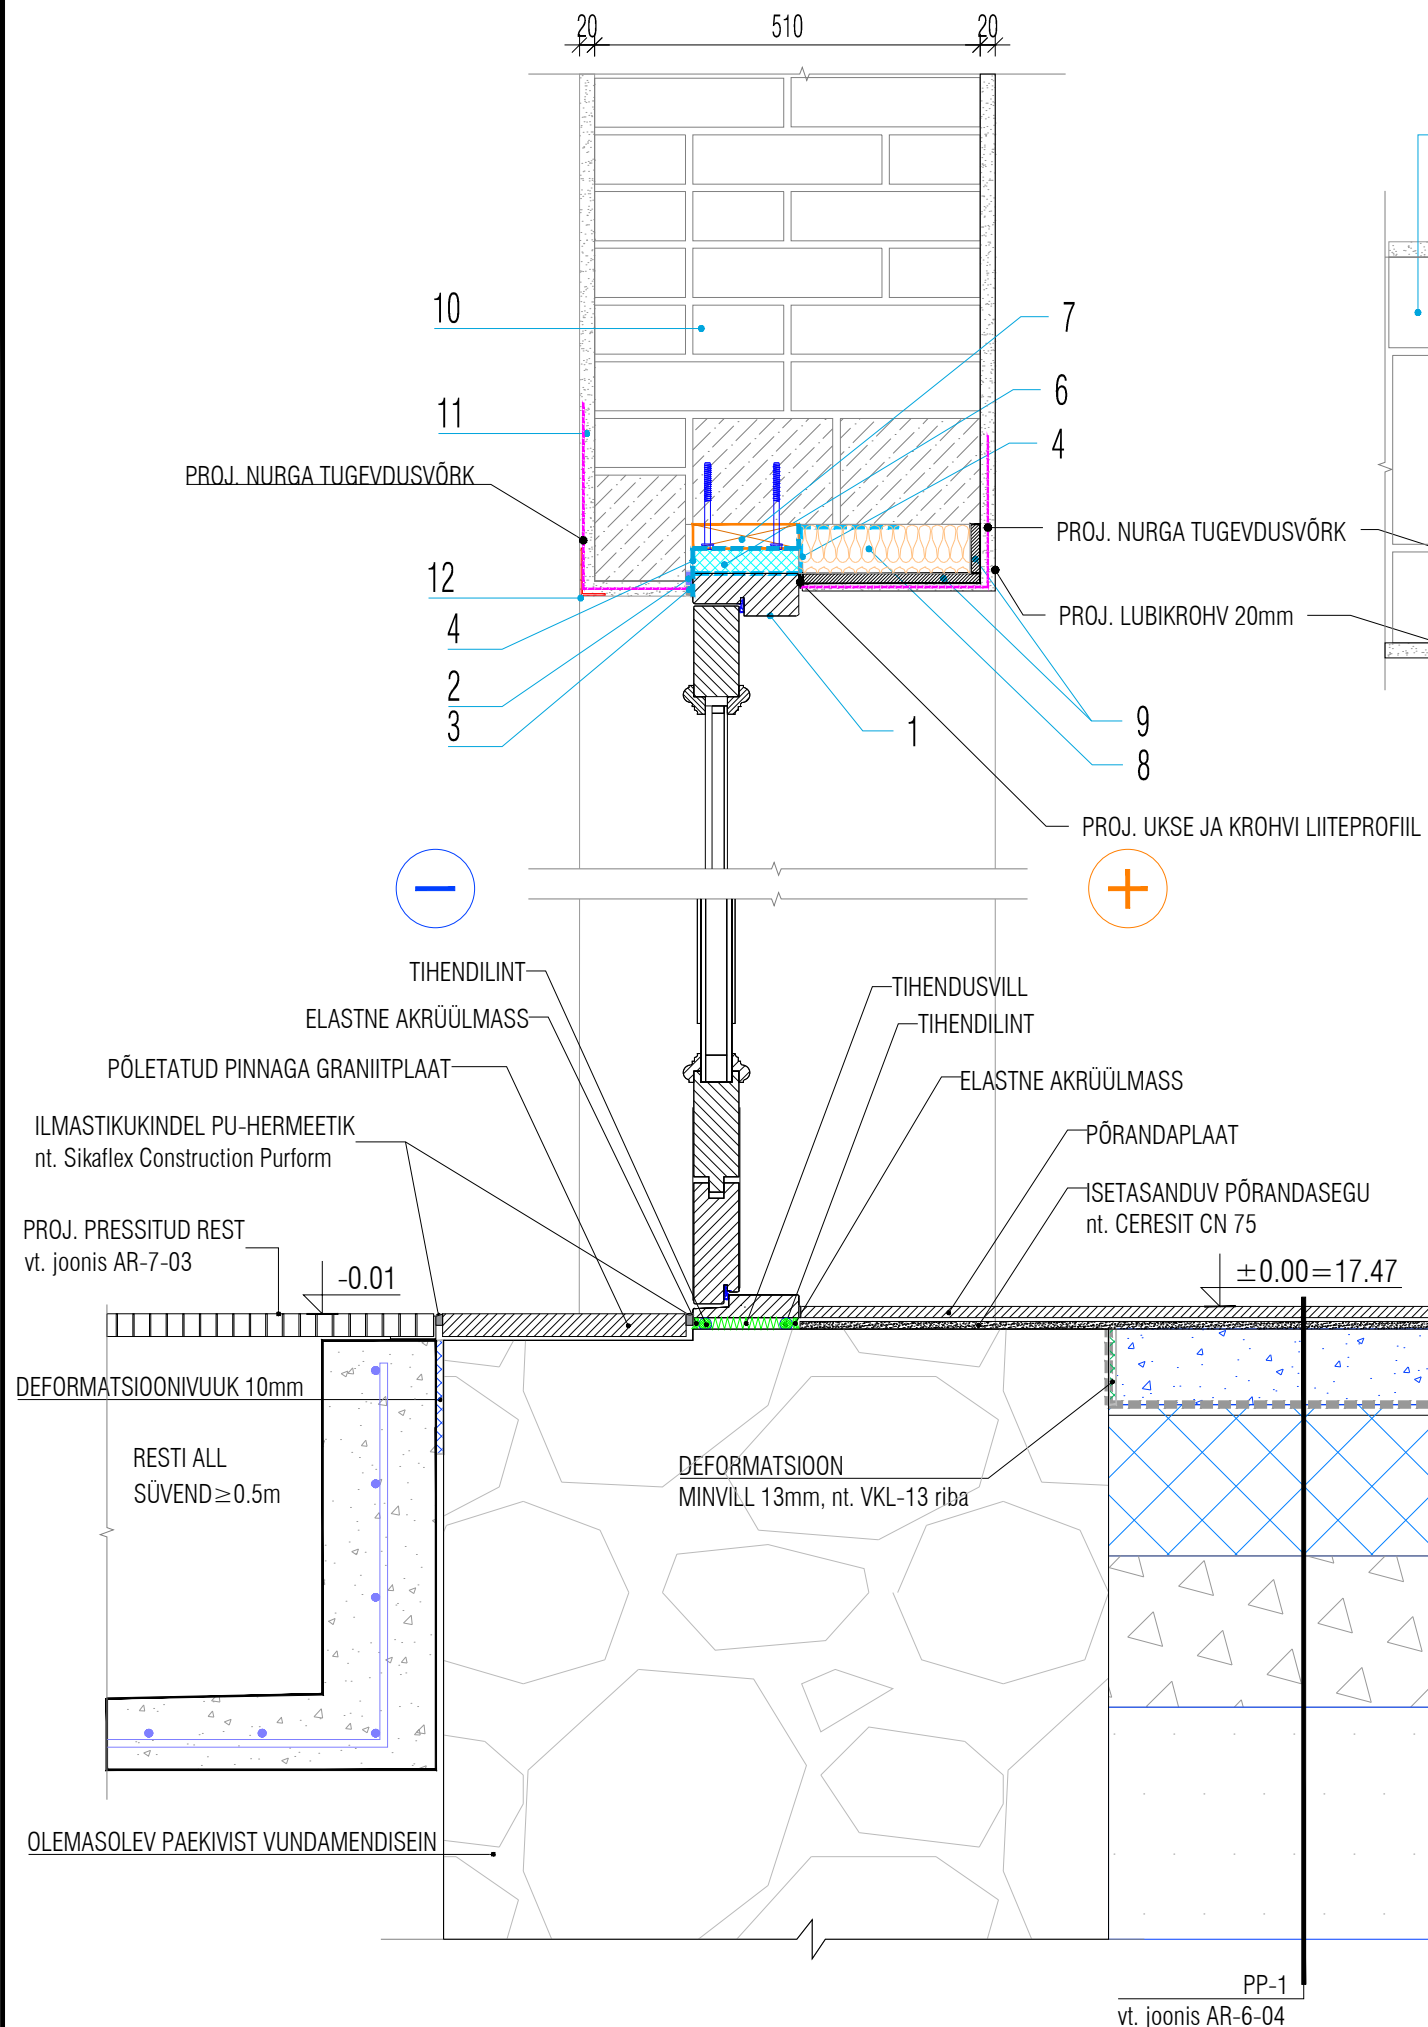 20 510 20
10
7
6
11
4
PROJ. NURGA TUGEVDUSVÕRK
PROJ. NURGA TUGEVDUSVÕRK
12
PROJ. LUBIKROHV 20mm
4
2
3
1
9
8
PROJ. UKSE JA KROHVI LIITEPROFIIL
TIHENDILINT
TIHENDUSVILL
ELASTNE AKRÜÜLMASS
TIHENDILINT
PÕLETATUD PINNAGA GRANIITPLAAT
ELASTNE AKRÜÜLMASS
ILMASTIKUKINDEL PU-HERMEETIK
nt. Sikaflex Construction Purform
PÕRANDAPLAAT
ISETASANDUV PÕRANDASEGU
nt. CERESIT CN 75
PROJ. PRESSITUD REST
vt. joonis AR-7-03
-0.01
±0.00=17.47
DEFORMATSIOONIVUUK 10mm
RESTI ALL
SÜVEND≥0.5m
DEFORMATSIOON
MINVILL 13mm, nt. VKL-13 riba
OLEMASOLEV PAEKIVIST VUNDAMENDISEIN
PP-1
vt. joonis AR-6-04